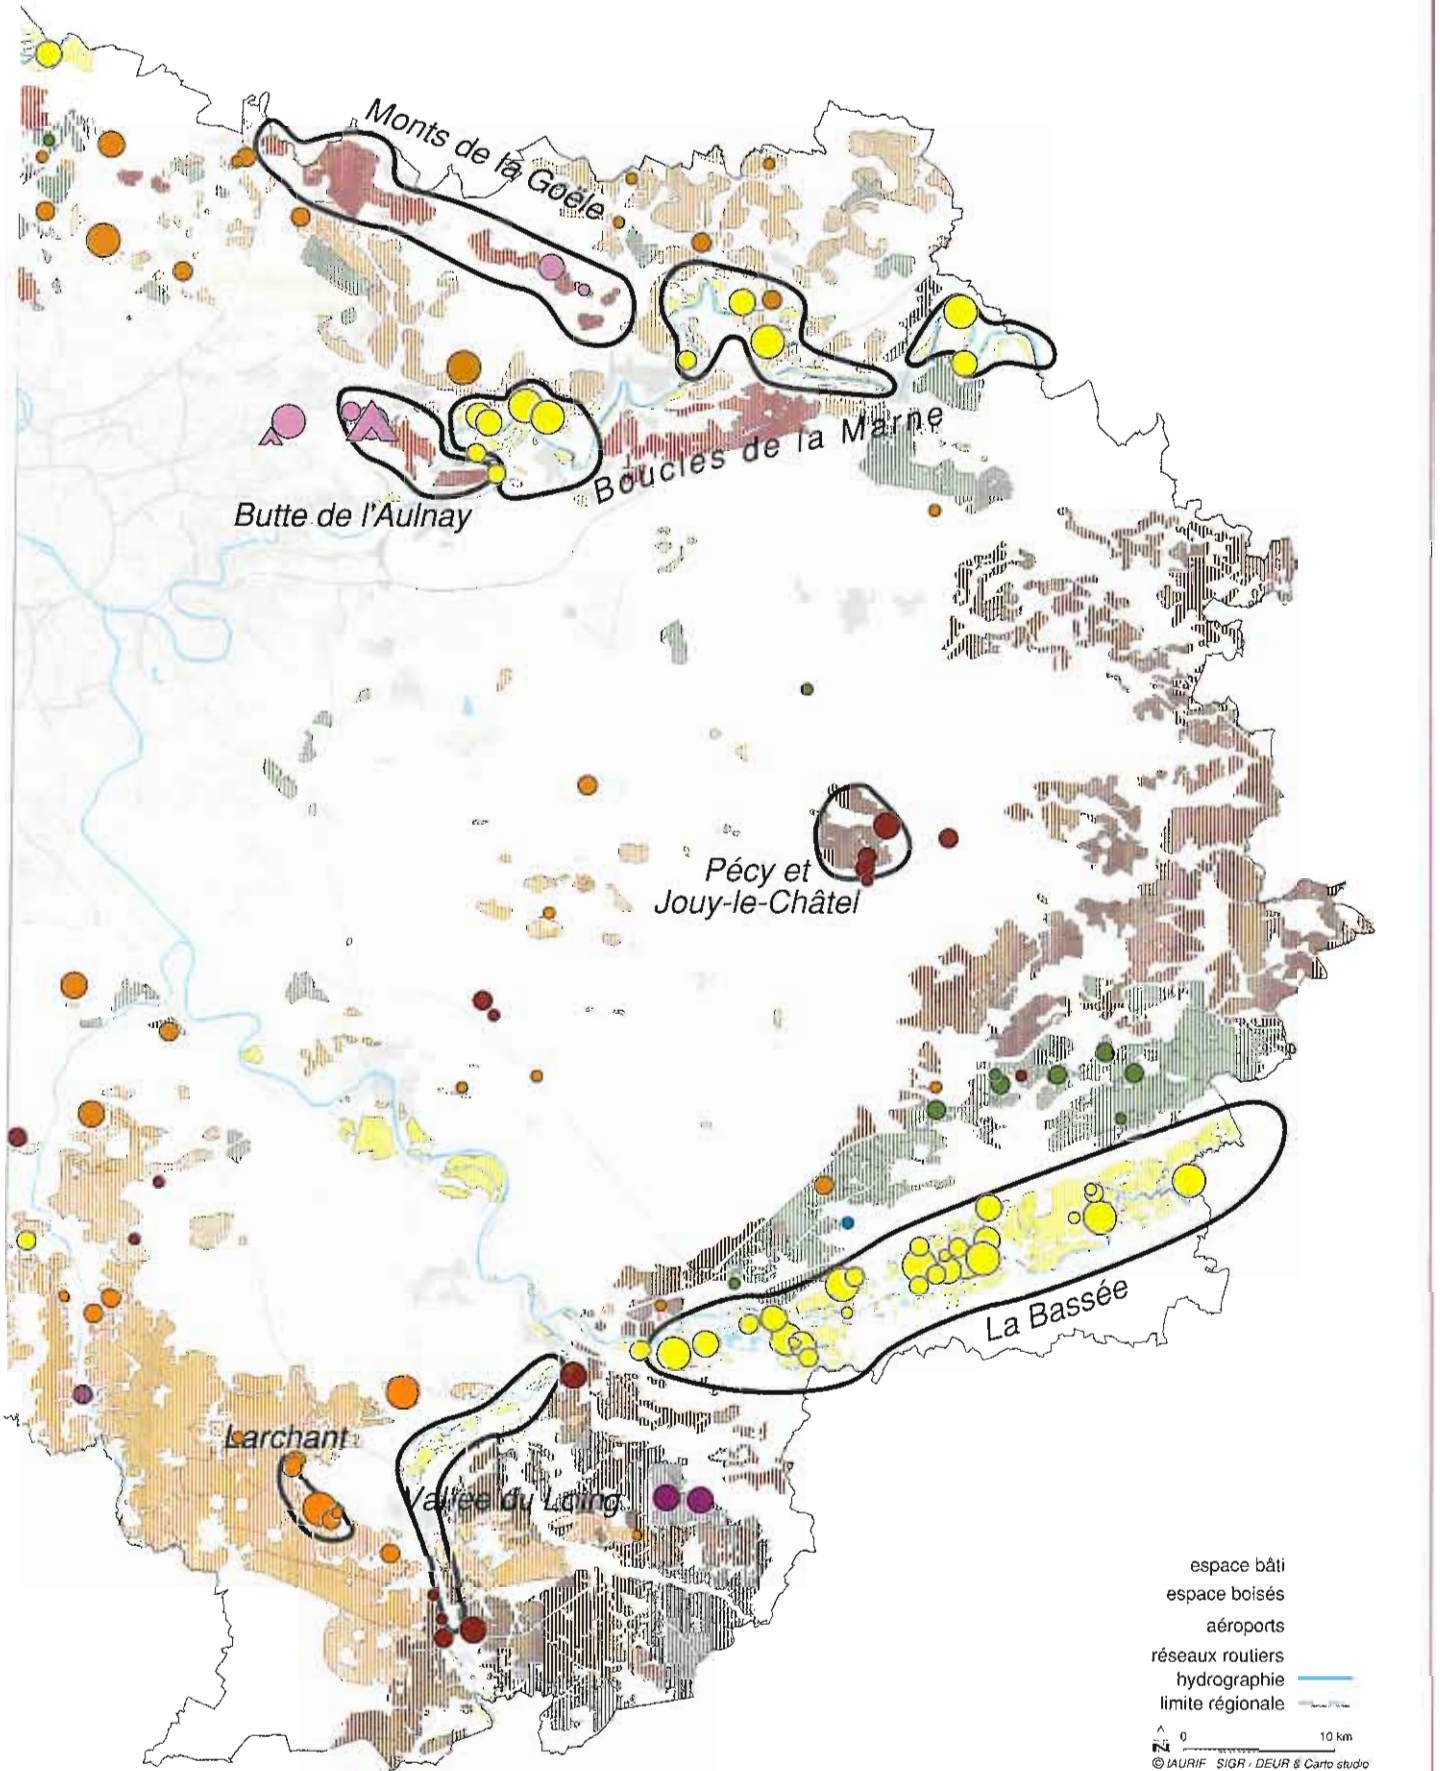 Monts de la Goële
Boucles de la Marne
Butte de l'Aulnay
Pécy et
Jouy-le-Châtel
La Bassée
Larchant
Vallée du Loing
espace bâti
espace boisés
aéroports
réseaux routiers
hydrographie
limite régionale
N 0 10 km
© IAURIF SIGR / DEUR & Carto studio